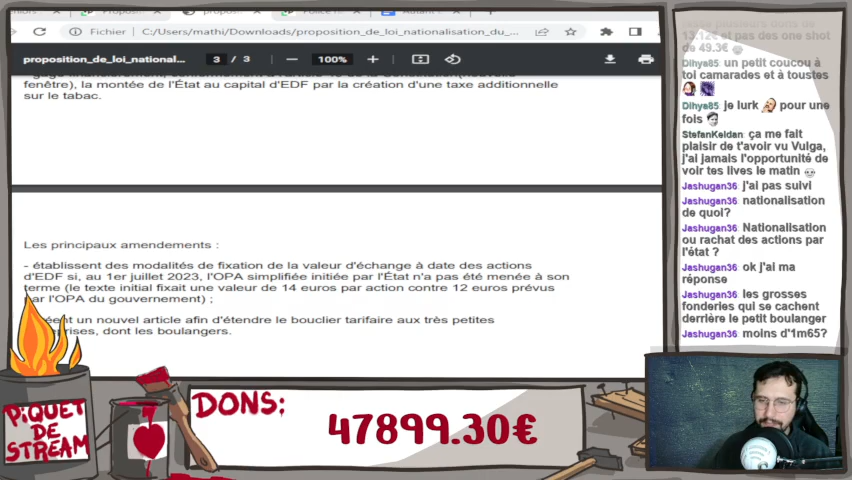 Fichier
C:/Users/mathi/Downloads/proposition_de_loi_nationalisation_du_...
proposition_de_loi_national...
3 / 3
100%
fenêtre), la montée de l'État au capital d'EDF par la création d'une taxe additionnelle
sur le tabac.
Les principaux amendements :
- établissent des modalités de fixation de la valeur d'échange à date des actions
d'EDF si, au 1er juillet 2023, l'OPA simplifiée initiée par l'État n'a pas été menée à son
terme (le texte initial fixait une valeur de 14 euros par action contre 12 euros prévus
par l'OPA du gouvernement) ;
un nouvel article afin d'étendre le bouclier tarifaire aux très petites
dont les boulangers.
PiQUET
DE
STREAM
DONS:
47899.30€
13.12€ et pas des one shot
de 49.3€
Dihya85: un petit coucou à
toi camarades et à toustes
Dihya85: je lurk pour une
fois
StefanKeidan: ça me fait
plaisir de t'avoir vu Vulga,
j'ai jamais l'opportunité de
voir tes lives le matin
Jashugan36: j'ai pas suivi
Jashugan36: nationalisation
de quoi?
Jashugan36: Nationalisation
ou rachat des actions par
l'état ?
Jashugan36: ok j'ai ma
réponse
Jashugan36: les grosses
fonderies qui se cachent
derrière le petit boulanger
Jashugan36: moins d'1m65?